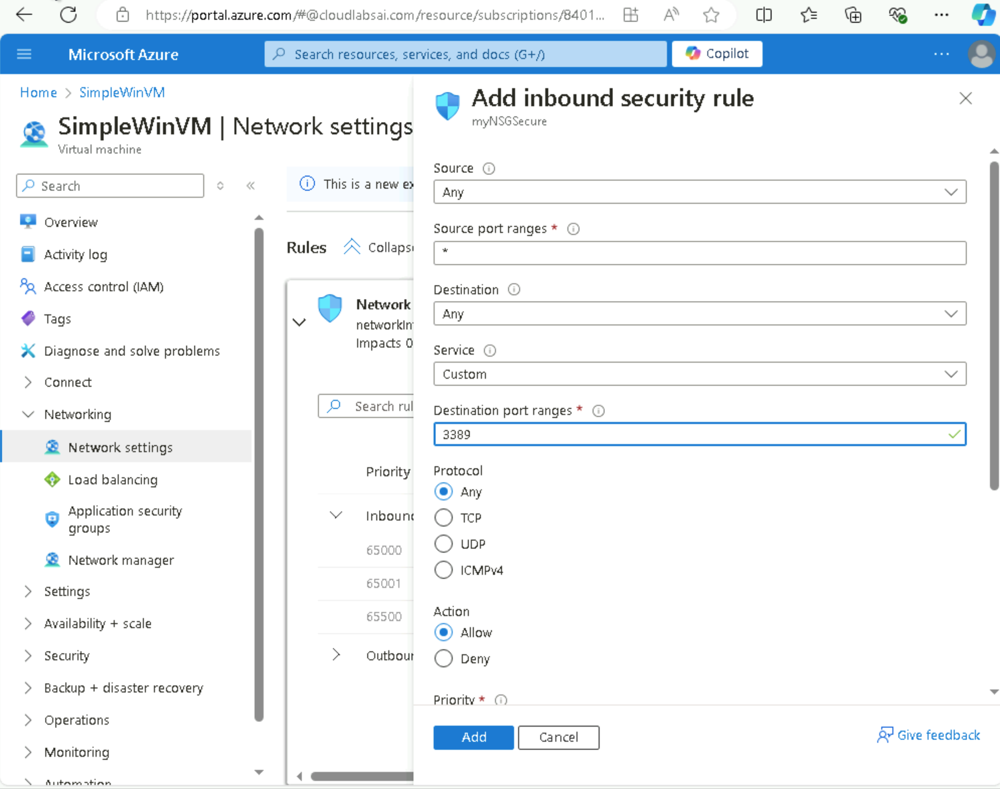 https://portal.azure.com/#@cloudlabsai.com/resource/subscriptions/8401...
Microsoft Azure
Search resources, services, and docs (G+/)
Copilot
Home > SimpleWinVM
SimpleWinVM | Network settings
Virtual machine
Search
Overview
Activity log
Access control (IAM)
Tags
Diagnose and solve problems
Connect
Networking
Network settings
Load balancing
Application security
groups
Network manager
Settings
Availability + scale
Security
Backup + disaster recovery
Operations
Monitoring
Automation
This is a new ex
Rules
Collapse
Network
networkIn
Impacts 0
Search rul
Priority
Inbound
65000
65001
65500
Outbour
Add inbound security rule
myNSGSecure
Source
Any
Source port ranges *
*
Destination
Any
Service
Custom
Destination port ranges *
3389
Protocol
Any
TCP
UDP
ICMPv4
Action
Allow
Deny
Priority *
Add
Cancel
Give feedback